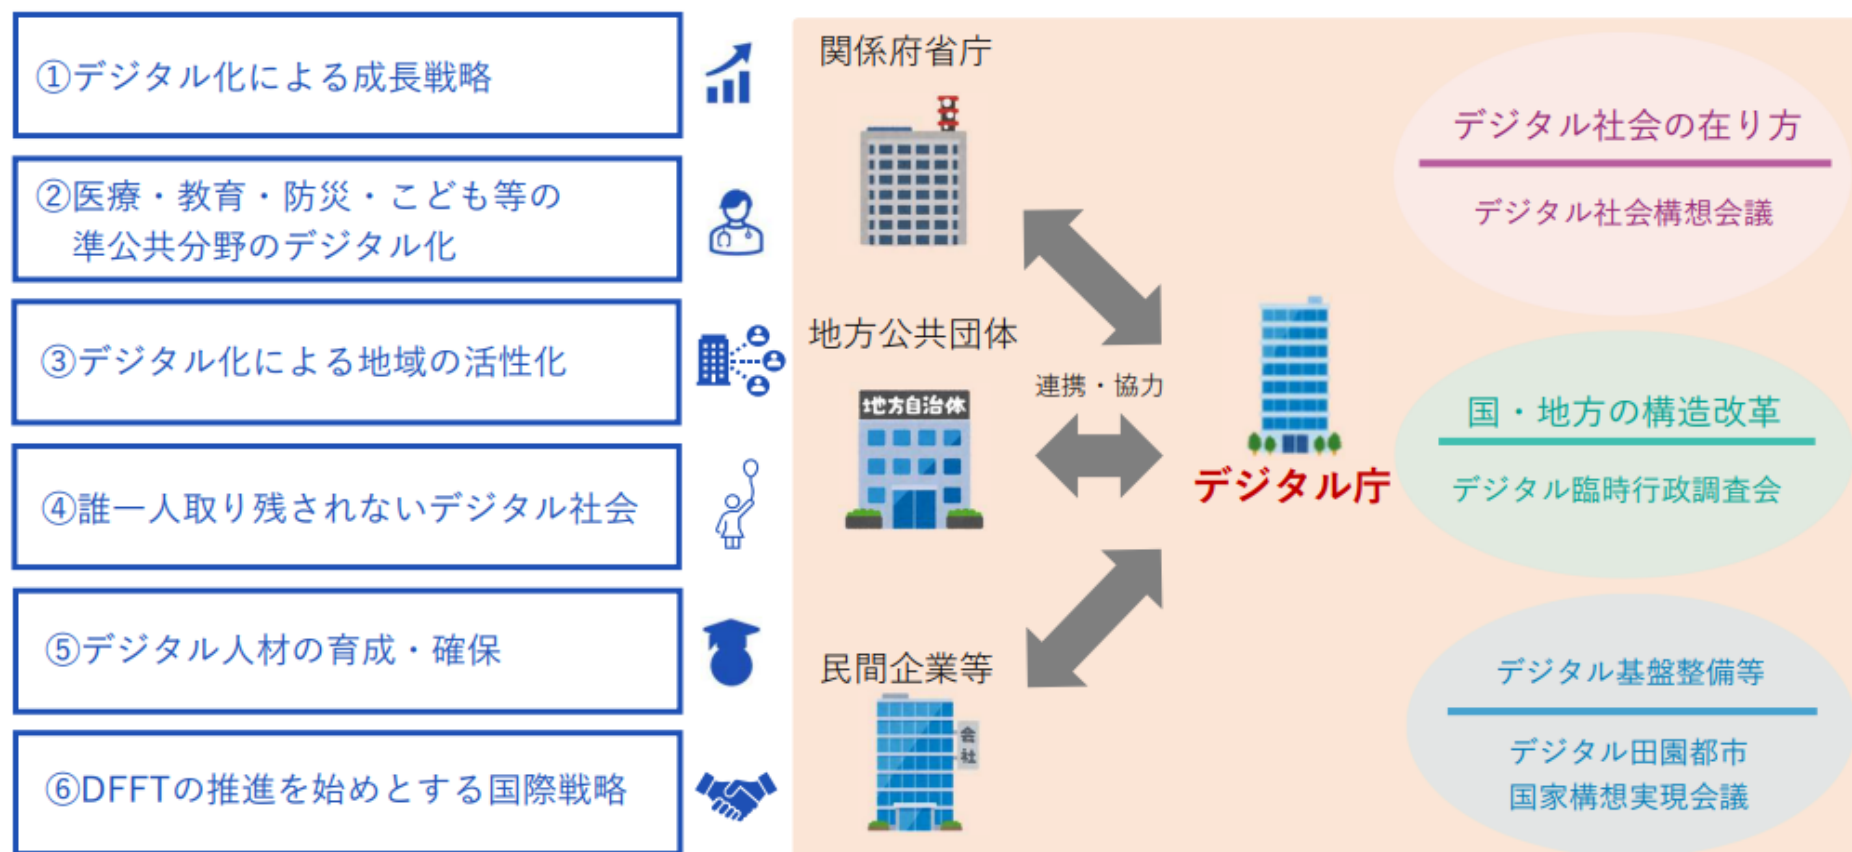 ①デジタル化による成長戦略
②医療・教育・防災・こども等の
準公共分野のデジタル化
③デジタル化による地域の活性化
④誰一人取り残されないデジタル社会
⑤デジタル人材の育成・確保
⑥DFFTの推進を始めとする国際戦略
関係府省庁
地方公共団体
地方自治体
民間企業等
会社
連携・協力
デジタル庁
デジタル社会の在り方
デジタル社会構想会議
国・地方の構造改革
デジタル臨時行政調査会
デジタル基盤整備等
デジタル田園都市
国家構想実現会議